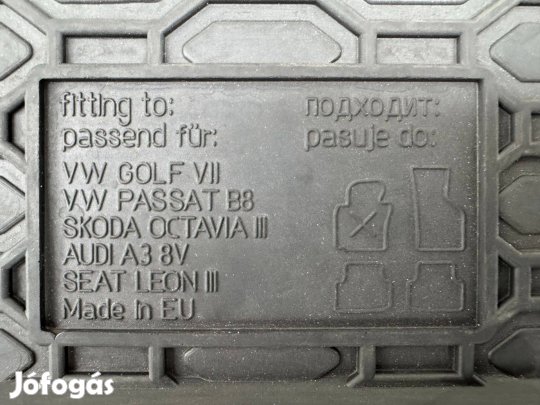 fitting to:
passend für:
подходит:
pasuje do:
VW GOLF VII
VW PASSAT B8
SKODA OCTAVIA III
AUDI A3 8V
SEAT LEON III
Made in EU
Jófogás